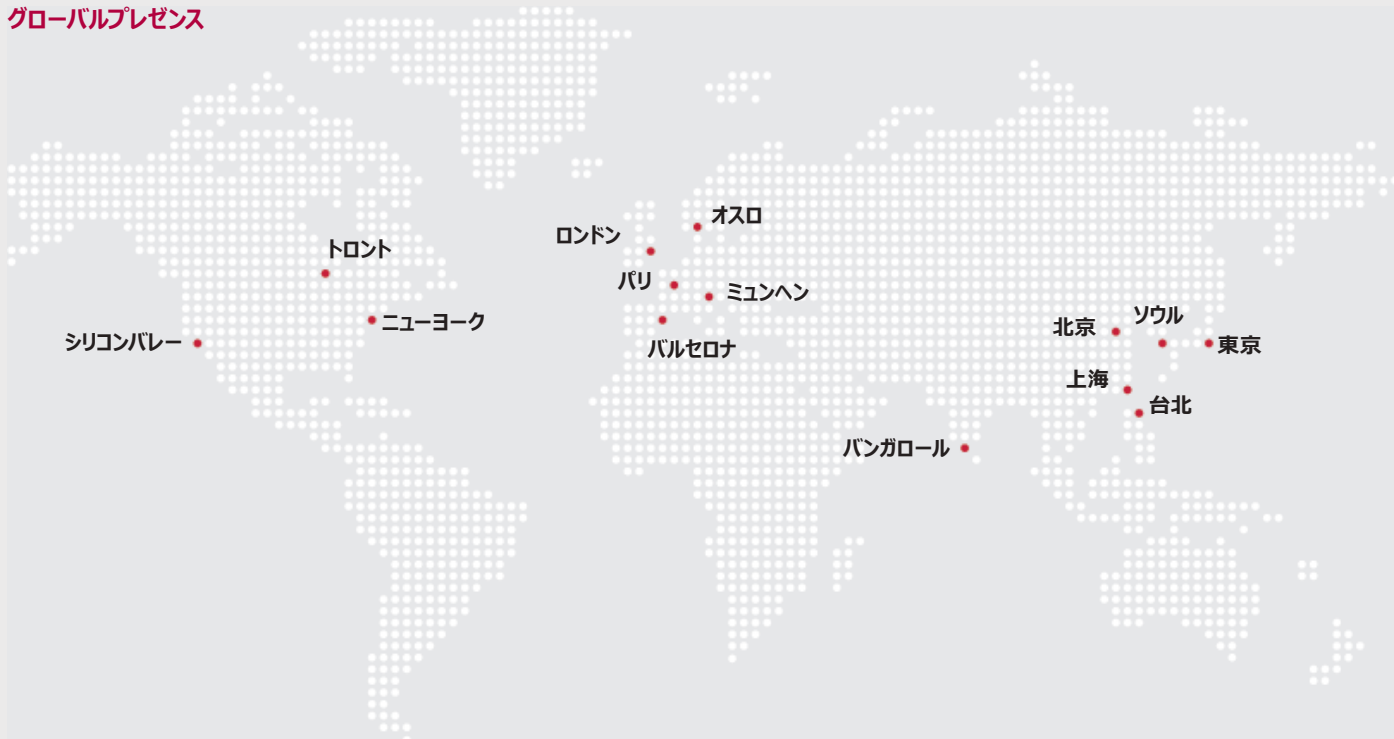 グローバルプレゼンス
オスロ
ロンドン
トロント
パリ
ミュンヘン
ニューヨーク
シリコンバレー
バルセロナ
ソウル
北京
東京
上海
台北
バンガロール